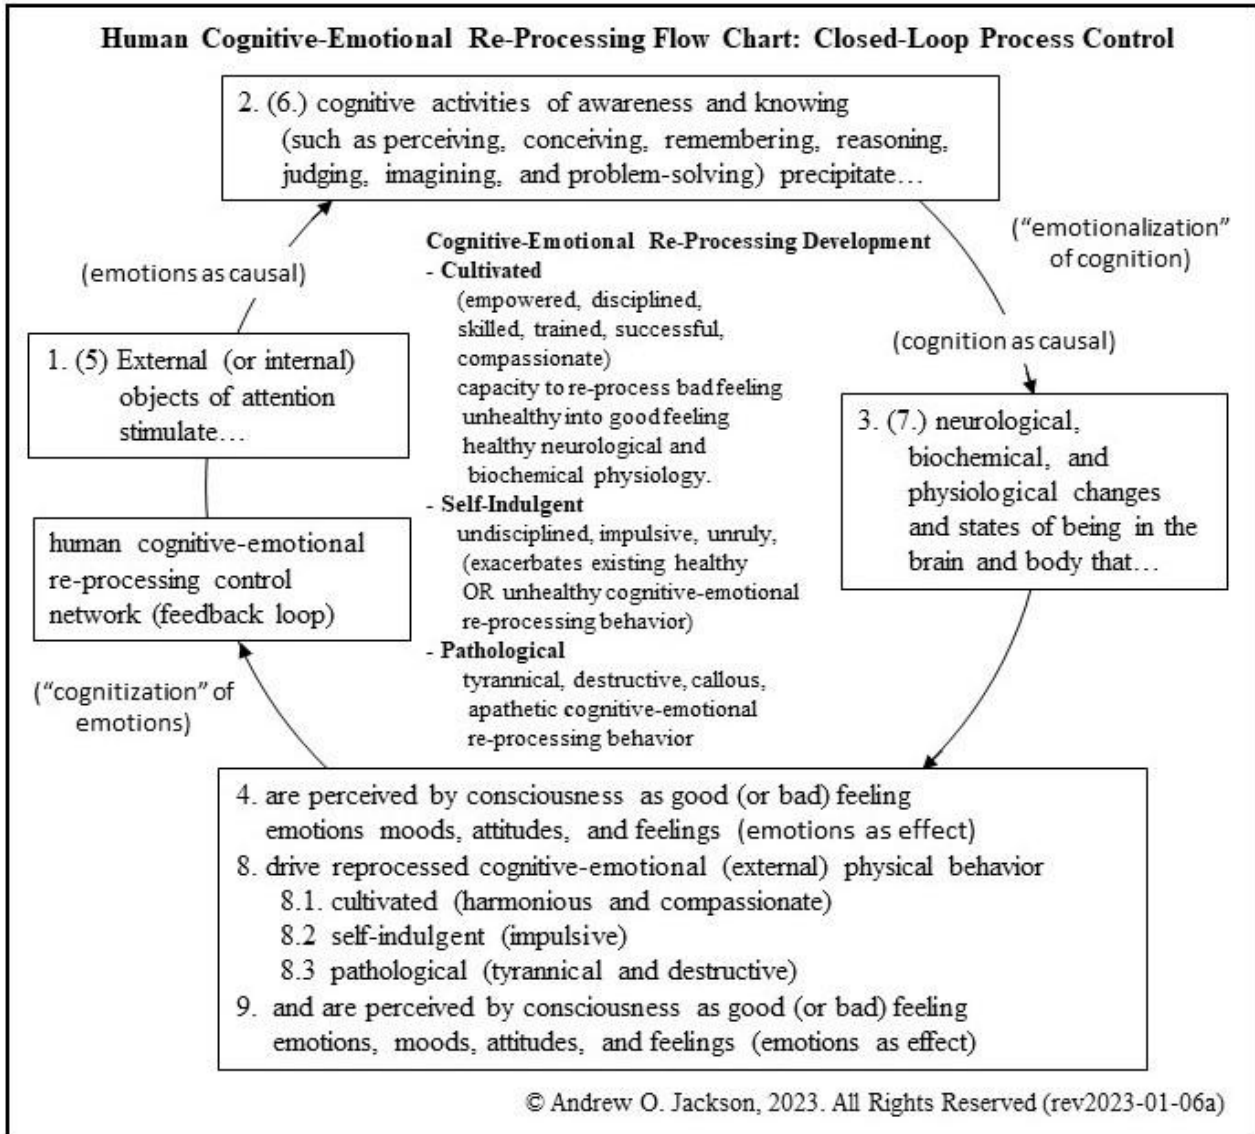 Human Cognitive-Emotional Re-Processing Flow Chart: Closed-Loop Process Control
2. (6.) cognitive activities of awareness and knowing
(such as perceiving, conceiving, remembering, reasoning,
judging, imagining, and problem-solving) precipitate…
(“emotionalization”
of cognition)
(cognition as causal)
(emotions as causal)
1. (5) External (or internal)
objects of attention
stimulate…
human cognitive-emotional
re-processing control
network (feedback loop)
(“cognitization” of
emotions)
Cognitive-Emotional Re-Processing Development
- Cultivated
(empowered, disciplined,
skilled, trained, successful,
compassionate)
capacity to re-process bad feeling
unhealthy into good feeling
healthy neurological and
biochemical physiology.
- Self-Indulgent
undisciplined, impulsive, unruly,
(exacerbates existing healthy
OR unhealthy cognitive-emotional
re-processing behavior)
- Pathological
tyrannical, destructive, callous,
apathetic cognitive-emotional
re-processing behavior
3. (7.) neurological,
biochemical, and
physiological changes
and states of being in the
brain and body that…
4. are perceived by consciousness as good (or bad) feeling
emotions moods, attitudes, and feelings (emotions as effect)
8. drive reprocessed cognitive-emotional (external) physical behavior
8.1. cultivated (harmonious and compassionate)
8.2 self-indulgent (impulsive)
8.3 pathological (tyrannical and destructive)
9. and are perceived by consciousness as good (or bad) feeling
emotions, moods, attitudes, and feelings (emotions as effect)
© Andrew O. Jackson, 2023. All Rights Reserved (rev2023-01-06a)